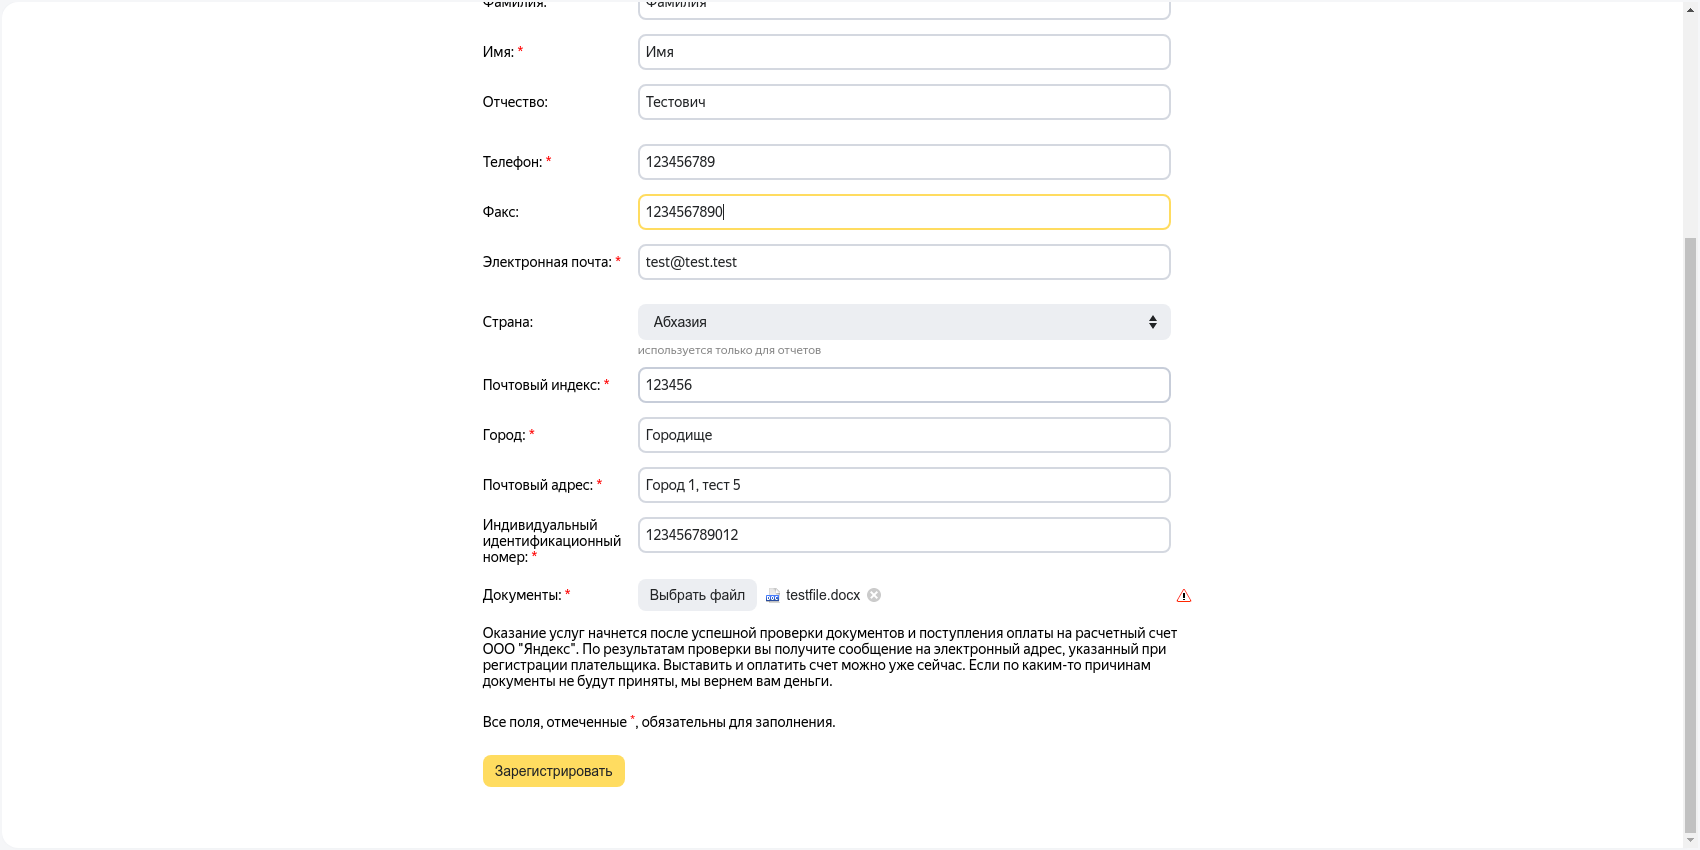 Фамилия:
Фамилия
Имя: *
Имя
Отчество:
Тестович
Телефон: *
123456789
Факс:
1234567890
Электронная почта: *
test@test.test
Страна:
Абхазия
используется только для отчетов
Почтовый индекс: *
123456
Город: *
Городище
Почтовый адрес: *
Город 1, тест 5
Индивидуальный
идентификационный
номер: *
123456789012
Документы: *
Выбрать файл
DOC
testfile.docx
Оказание услуг начнется после успешной проверки документов и поступления оплаты на расчетный счет
ООО "Яндекс". По результатам проверки вы получите сообщение на электронный адрес, указанный при
регистрации плательщика. Выставить и оплатить счет можно уже сейчас. Если по каким-то причинам
документы не будут приняты, мы вернем вам деньги.
Все поля, отмеченные *, обязательны для заполнения.
Зарегистрировать